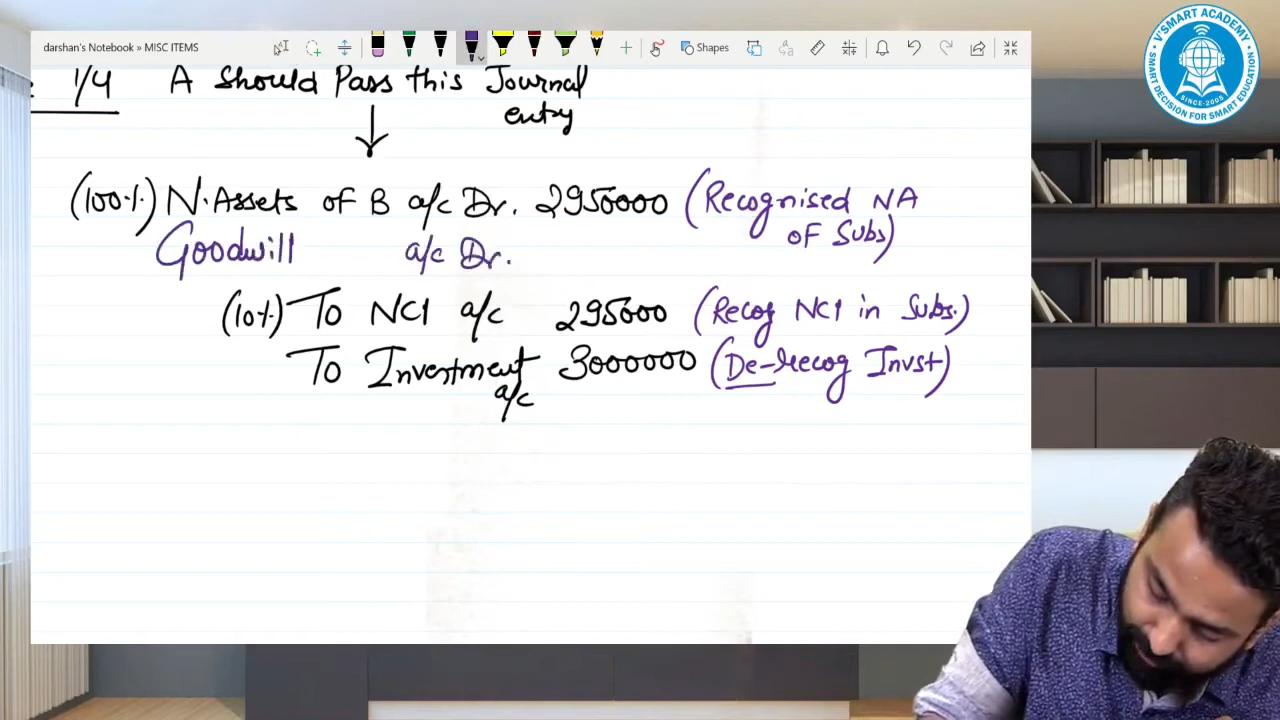 darshan's Notebook » MISC ITEMS
Shapes
V'SMART ACADEMY
SINCE-2005
SMART DECISION FOR SMART EDUCATION
1/4 A Should Pass this Journal
entry
(100%) N.Assets of B a/c Dr. 2950000 (Recognised NA
of Subs)
Goodwill a/c Dr.
(10%) To NCI a/c 295000 (Recog NCI in Subs.)
To Investment 3000000 (De-recog Invst)
a/c